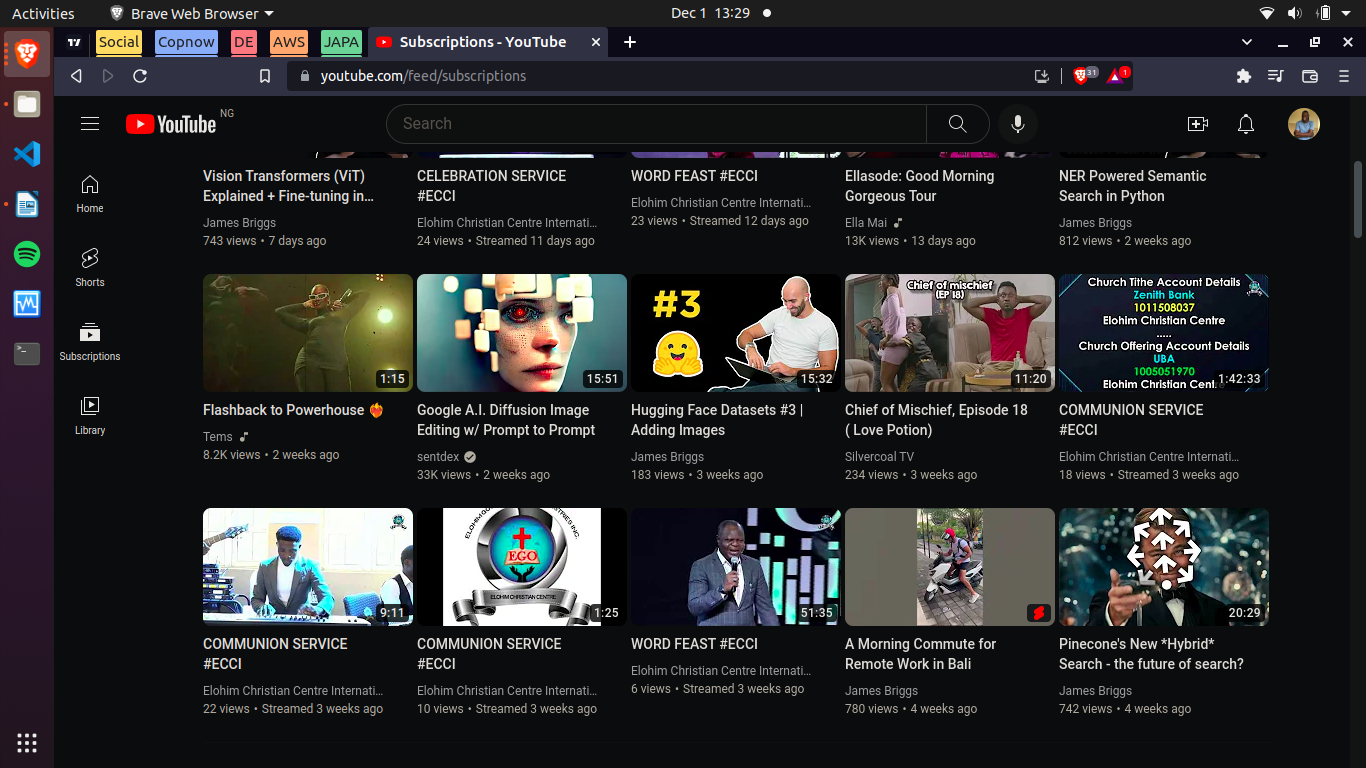 Activities
Brave Web Browser
Dec 1 13:29
Social
Copnow
DE
AWS
JAPA
Subscriptions - YouTube
youtube.com/feed/subscriptions
31
1
YouTube
NG
Search
Home
Shorts
Subscriptions
Library
Vision Transformers (ViT)
Explained + Fine-tuning in…
James Briggs
743 views • 7 days ago
CELEBRATION SERVICE
#ECCI
Elohim Christian Centre Internati…
24 views • Streamed 11 days ago
WORD FEAST #ECCI
Elohim Christian Centre Internati…
23 views • Streamed 12 days ago
Ellasode: Good Morning
Gorgeous Tour
Ella Mai
13K views • 13 days ago
NER Powered Semantic
Search in Python
James Briggs
812 views • 2 weeks ago
1:15
Flashback to Powerhouse ❤️‍🔥
Tems
8.2K views • 2 weeks ago
15:51
Google A.I. Diffusion Image
Editing w/ Prompt to Prompt
sentdex
33K views • 2 weeks ago
#3
15:32
Hugging Face Datasets #3 |
Adding Images
James Briggs
183 views • 3 weeks ago
Chief of mischief
(EP 18)
11:20
Chief of Mischief, Episode 18
( Love Potion)
Silvercoal TV
234 views • 3 weeks ago
Church Tithe Account Details
Zenith Bank
1011508037
Elohim Christian Centre
.....
Church Offering Account Details
UBA
1005051970
Elohim Christian Centre
1:42:33
COMMUNION SERVICE
#ECCI
Elohim Christian Centre Internati…
18 views • Streamed 3 weeks ago
9:11
COMMUNION SERVICE
#ECCI
Elohim Christian Centre Internati…
22 views • Streamed 3 weeks ago
EGO
ELOHIM CHRISTIAN CENTRE
1:25
COMMUNION SERVICE
#ECCI
Elohim Christian Centre Internati…
10 views • Streamed 3 weeks ago
51:35
WORD FEAST #ECCI
Elohim Christian Centre Internati…
6 views • Streamed 3 weeks ago
A Morning Commute for
Remote Work in Bali
James Briggs
780 views • 4 weeks ago
20:29
Pinecone's New *Hybrid*
Search - the future of search?
James Briggs
742 views • 4 weeks ago